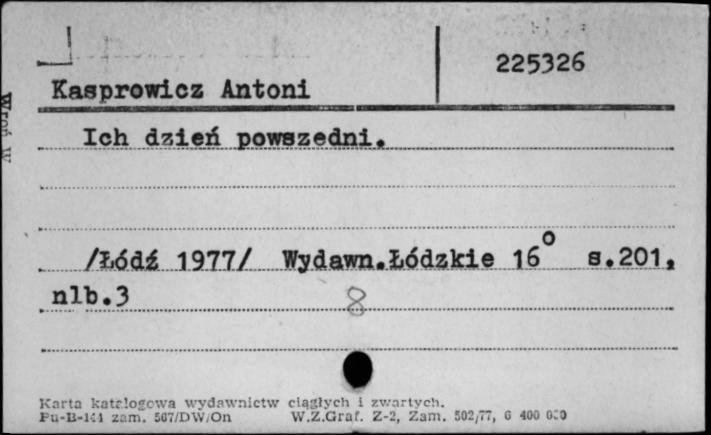 225326
Kasprowicz Antoni
Ich dzień powszedni.
/Łódź 1977/ Wydawn.Łódzkie 16° s.201,
nlb.3
8
Karta katalogowa wydawnictw ciągłych i zwartych.
Pu-B-141 zam. 567/DW/On W.Z.Graf. Z-2, Zam. 502/77, 6 400 000